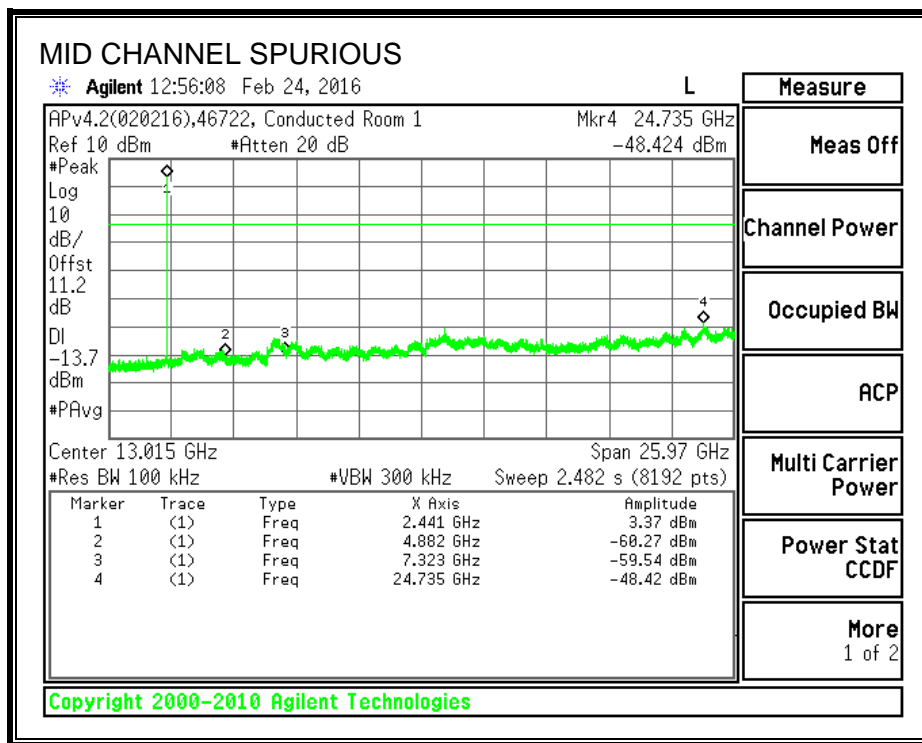 MID CHANNEL SPURIOUS
Agilent 12:56:08 Feb 24, 2016 L
APv4.2(020216),46722, Conducted Room 1 Mkr4 24.735 GHz
Ref 10 dBm #Atten 20 dB -48.424 dBm
#Peak
Log
10
dB/
Offst
11.2
dB
DI
-13.7
dBm
#PAvg
1
2
3
4
Center 13.015 GHz Span 25.97 GHz
#Res BW 100 kHz #VBW 300 kHz Sweep 2.482 s (8192 pts)
Marker Trace Type X Axis Amplitude
1 (1) Freq 2.441 GHz 3.37 dBm
2 (1) Freq 4.882 GHz -60.27 dBm
3 (1) Freq 7.323 GHz -59.54 dBm
4 (1) Freq 24.735 GHz -48.42 dBm
Measure
Meas Off
Channel Power
Occupied BW
ACP
Multi Carrier
Power
Power Stat
CCDF
More
1 of 2
Copyright 2000-2010 Agilent Technologies